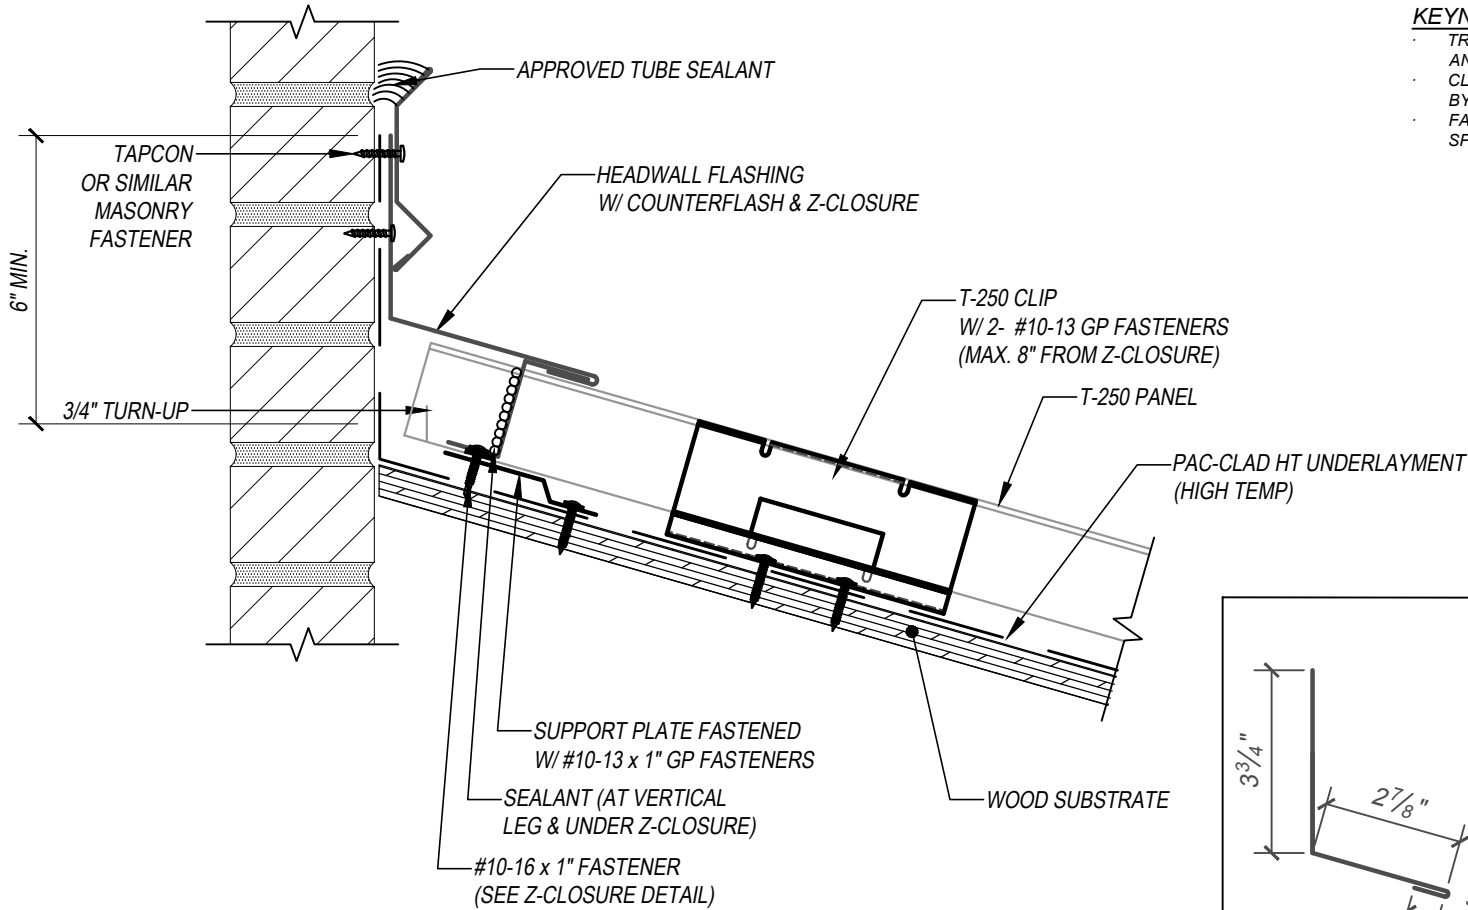 APPROVED TUBE SEALANT
TAPCON
OR SIMILAR
MASONRY
FASTENER
6" MIN.
HEADWALL FLASHING
W/ COUNTERFLASH & Z-CLOSURE
T-250 CLIP
W/ 2- #10-13 GP FASTENERS
(MAX. 8" FROM Z-CLOSURE)
3/4" TURN-UP
T-250 PANEL
PAC-CLAD HT UNDERLAYMENT
(HIGH TEMP)
SUPPORT PLATE FASTENED
W/ #10-13 x 1" GP FASTENERS
SEALANT (AT VERTICAL
LEG & UNDER Z-CLOSURE)
WOOD SUBSTRATE
#10-16 x 1" FASTENER
(SEE Z-CLOSURE DETAIL)
3 3/4"
2 7/8"
BY